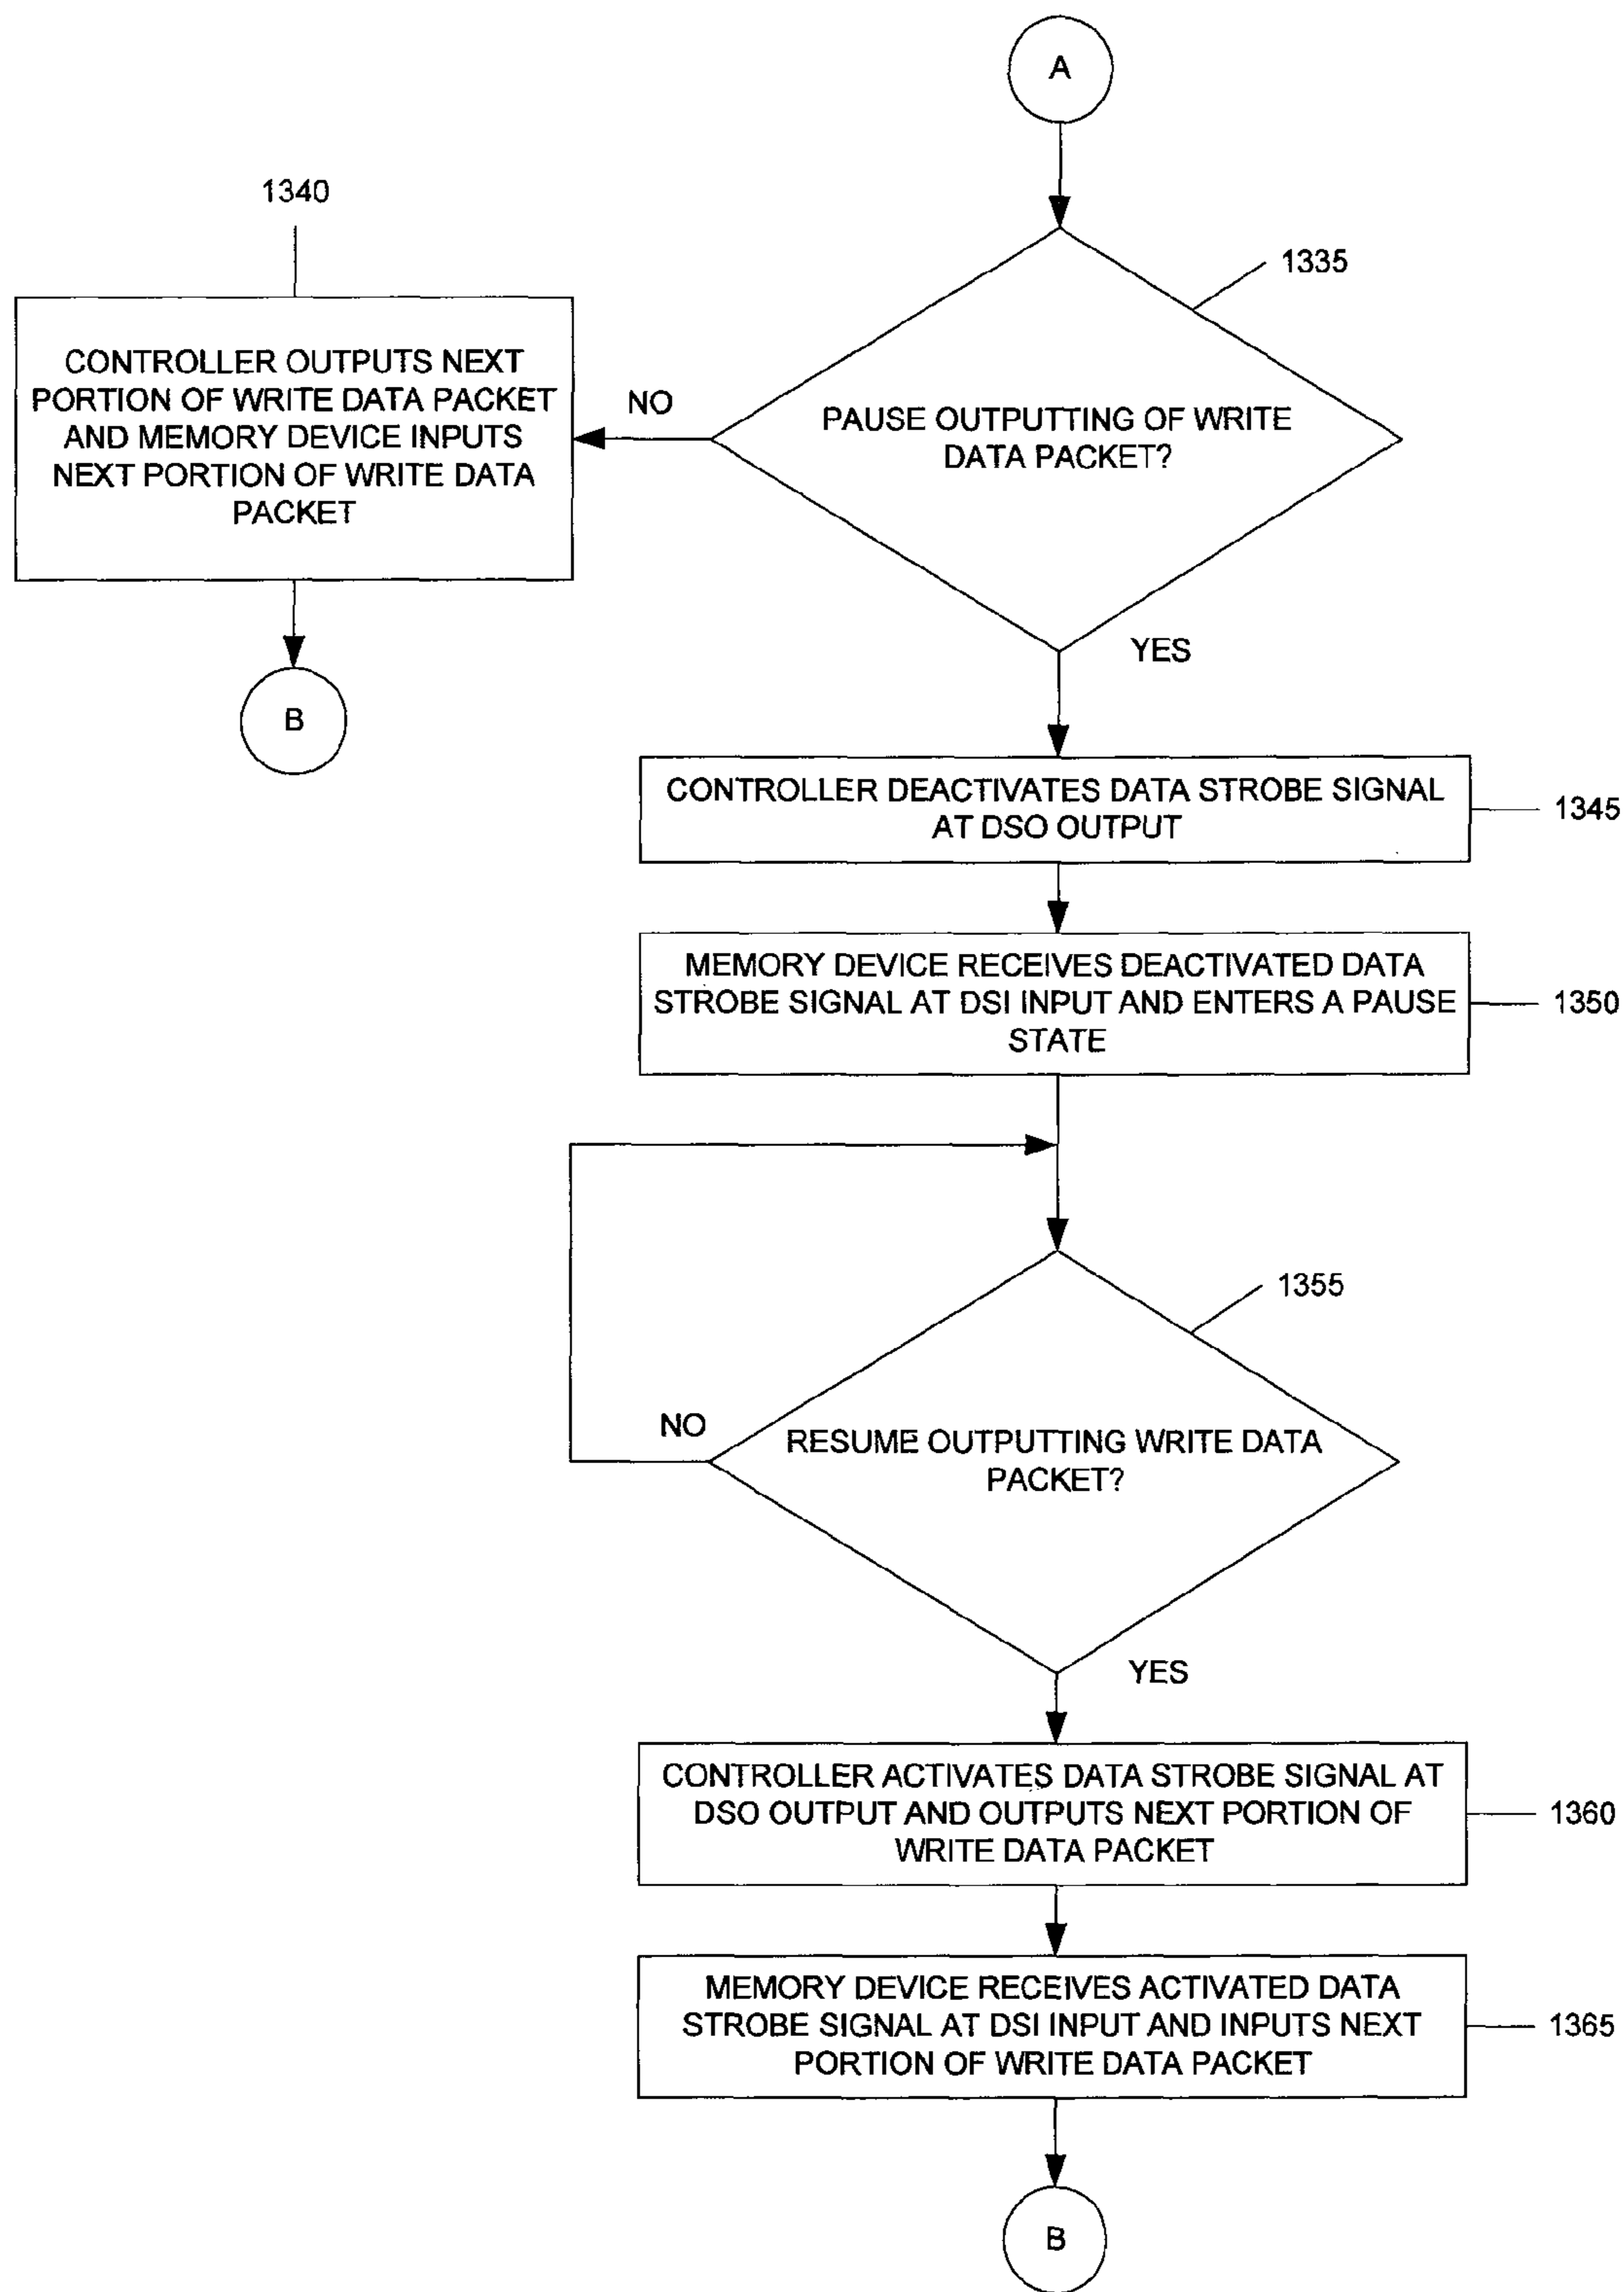 A
1340
1335
CONTROLLER OUTPUTS NEXT
PORTION OF WRITE DATA PACKET
AND MEMORY DEVICE INPUTS
NEXT PORTION OF WRITE DATA
PACKET
NO
PAUSE OUTPUTTING OF WRITE
DATA PACKET?
YES
B
CONTROLLER DEACTIVATES DATA STROBE SIGNAL
AT DSO OUTPUT
1345
MEMORY DEVICE RECEIVES DEACTIVATED DATA
STROBE SIGNAL AT DSI INPUT AND ENTERS A PAUSE
STATE
1350
1355
NO
RESUME OUTPUTTING WRITE DATA
PACKET?
YES
CONTROLLER ACTIVATES DATA STROBE SIGNAL AT
DSO OUTPUT AND OUTPUTS NEXT PORTION OF
WRITE DATA PACKET
1360
MEMORY DEVICE RECEIVES ACTIVATED DATA
STROBE SIGNAL AT DSI INPUT AND INPUTS NEXT
PORTION OF WRITE DATA PACKET
1365
B